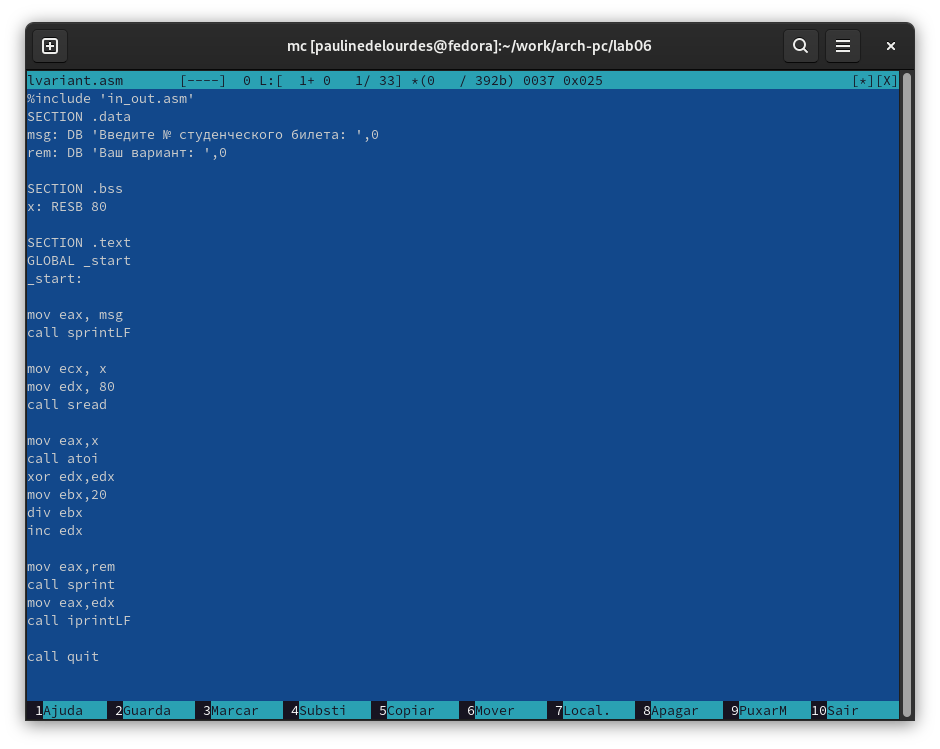 mc [paulinedelourdes@fedora]:~/work/arch-pc/lab06
lvariant.asm       [----]  0 L:[  1+ 0   1/ 33] *(0   / 392b) 0037 0x025                               [*][X]
%include 'in_out.asm'
SECTION .data
msg: DB 'Введите № студенческого билета: ',0
rem: DB 'Ваш вариант: ',0
SECTION .bss
x: RESB 80
SECTION .text
GLOBAL _start
_start:
mov eax, msg
call sprintLF
mov ecx, x
mov edx, 80
call sread
mov eax,x
call atoi
xor edx,edx
mov ebx,20
div ebx
inc edx
mov eax,rem
call sprint
mov eax,edx
call iprintLF
call quit
1Ajuda 2Guarda 3Marcar 4Substi 5Copiar 6Mover 7Local. 8Apagar 9PuxarM 10Sair